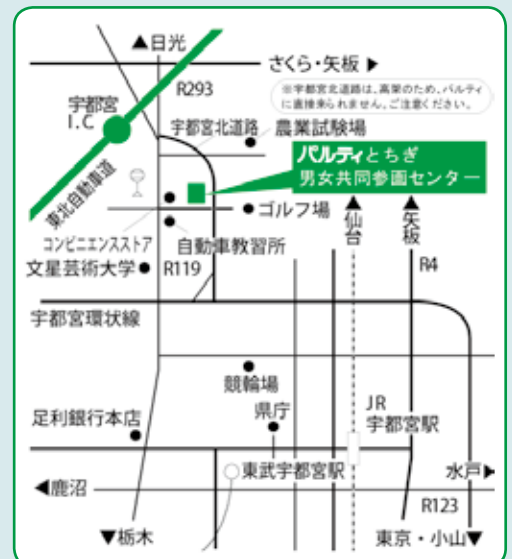 ▲日光
さくら・矢板 ▶
R293
※宇都宮北道路は、高架のため、パルティ
に直接来られません。ご注意ください。
宇都宮
I.C
宇都宮北道路
農業試験場
パルティとちぎ
男女共同参画センター
東北自動車道
ゴルフ場
▲仙台
▲矢板
コンビニエンスストア
自動車教習所
文星芸術大学
R119
R4
宇都宮環状線
競輪場
足利銀行本店
県庁
JR
宇都宮駅
東武宇都宮駅
水戸▶
◀鹿沼
R123
▼栃木
東京・小山▼